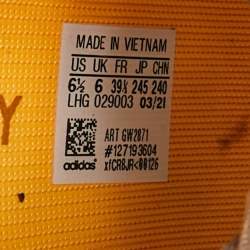 MADE IN VIETNAM
US UK FR JP CHN
6½ 6 39⅓ 245 240
LHG 029003 03/21
ART GW2871
#127193604
adidas® xfCRBJR<00126
Y